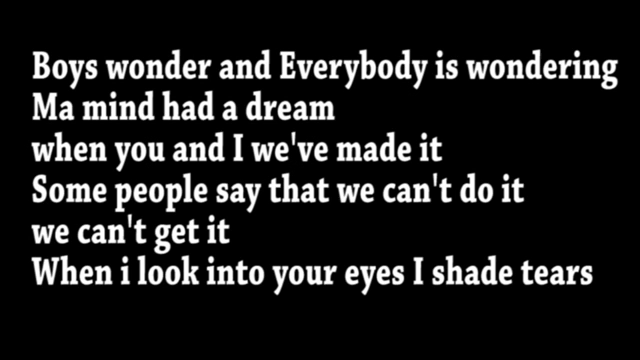 Boys wonder and Everybody is wondering
Ma mind had a dream
when you and I we've made it
Some people say that we can't do it
we can't get it
When i look into your eyes I shade tears